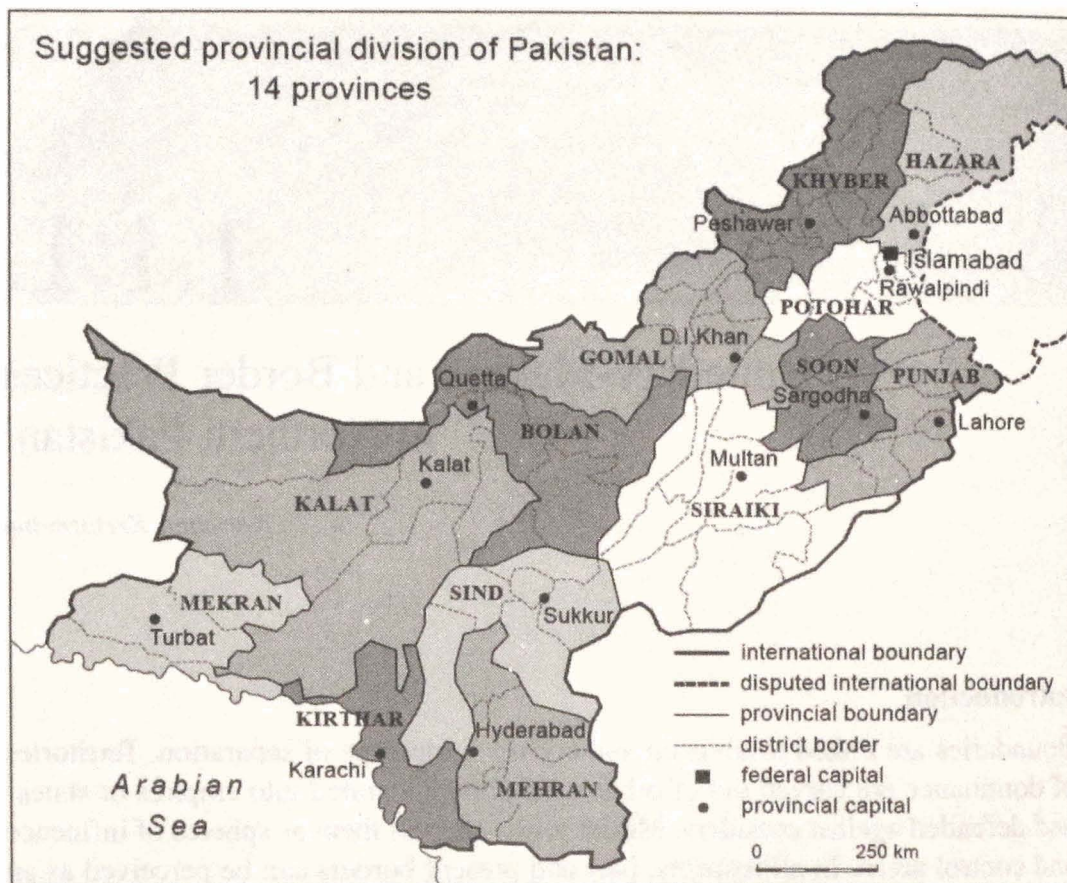 Suggested provincial division of Pakistan:
14 provinces
HAZARA
KHYBER
Peshawar
Abbottabad
Islamabad
Rawalpindi
POTOHAR
D.I.Khan
GOMAL
SOON
PUNJAB
Sargodha
Lahore
Quetta
BOLAN
Kalat
Multan
KALAT
SIRAIKI
MEKRAN
SIND
Sukkur
Turbat
international boundary
disputed international boundary
provincial boundary
district border
federal capital
provincial capital
0 250 km
KIRTHAR
Hyderabad
Karachi
MEHRAN
Arabian
Sea